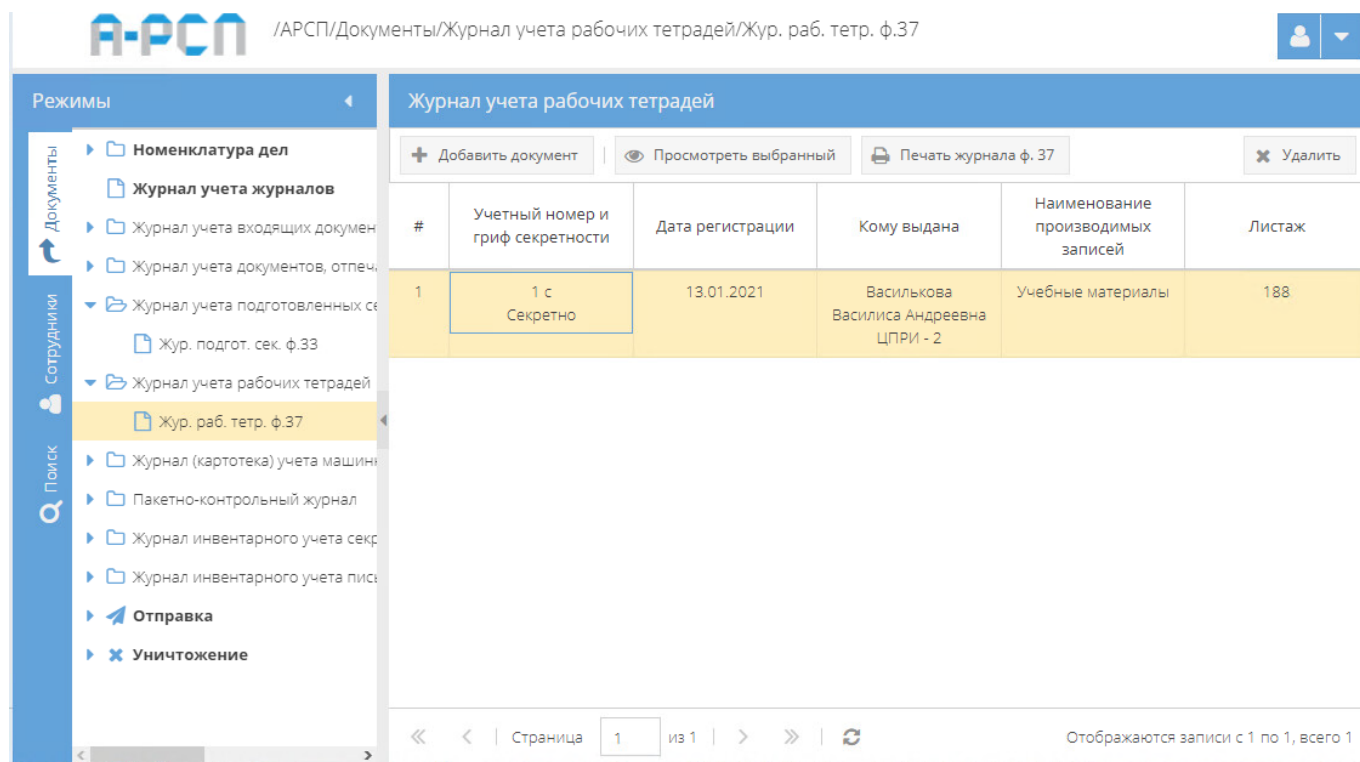 А-РСП
/АРСП/Документы/Журнал учета рабочих тетрадей/Жур. раб. тетр. ф.37
Режимы
Документы
Сотрудники
Поиск
Номенклатура дел
Журнал учета журналов
Журнал учета входящих докумен
Журнал учета документов, отпеч
Журнал учета подготовленных се
Жур. подгот. сек. ф.33
Журнал учета рабочих тетрадей
Жур. раб. тетр. ф.37
Журнал (картотека) учета машин
Пакетно-контрольный журнал
Журнал инвентарного учета секр
Журнал инвентарного учета пись
Отправка
Уничтожение
Журнал учета рабочих тетрадей
Добавить документ
Просмотреть выбранный
Печать журнала ф. 37
Удалить
#
Учетный номер и
гриф секретности
Дата регистрации
Кому выдана
Наименование
производимых
записей
Листаж
1
1 с
Секретно
13.01.2021
Василькова
Василиса Андреевна
ЦПРИ - 2
Учебные материалы
188
Страница 1 из 1
Отображаются записи с 1 по 1, всего 1